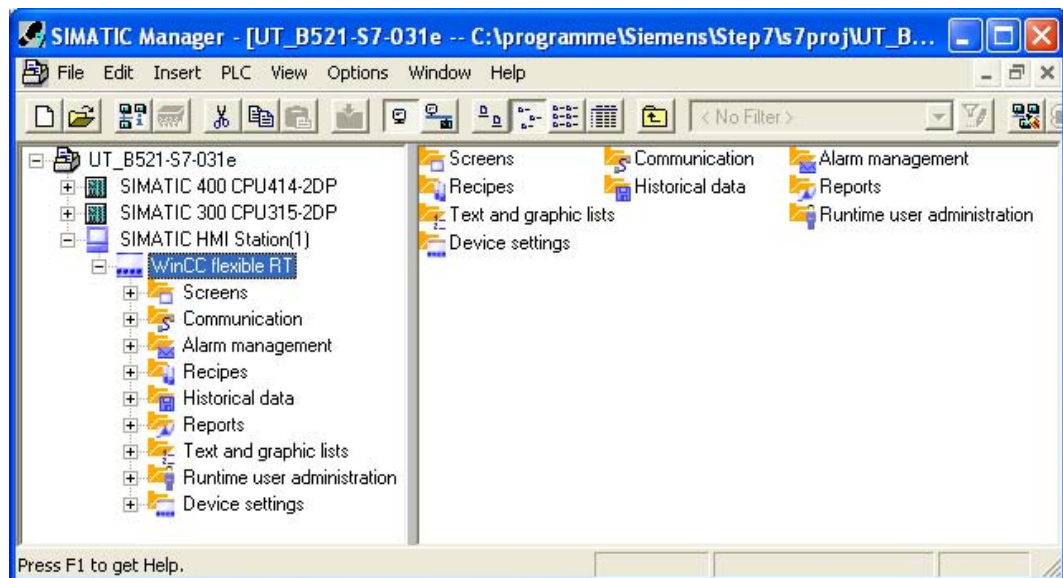 SIMATIC Manager - [UT_B521-S7-031e -- C:\programme\Siemens\Step7\s7proj\UT_B...
File Edit Insert PLC View Options Window Help
< No Filter >
UT_B521-S7-031e
SIMATIC 400 CPU414-2DP
SIMATIC 300 CPU315-2DP
SIMATIC HMI Station(1)
WinCC flexible RT
Screens
Communication
Alarm management
Recipes
Historical data
Reports
Text and graphic lists
Runtime user administration
Device settings
Screens Communication Alarm management
Recipes Historical data Reports
Text and graphic lists Runtime user administration
Device settings
Press F1 to get Help.